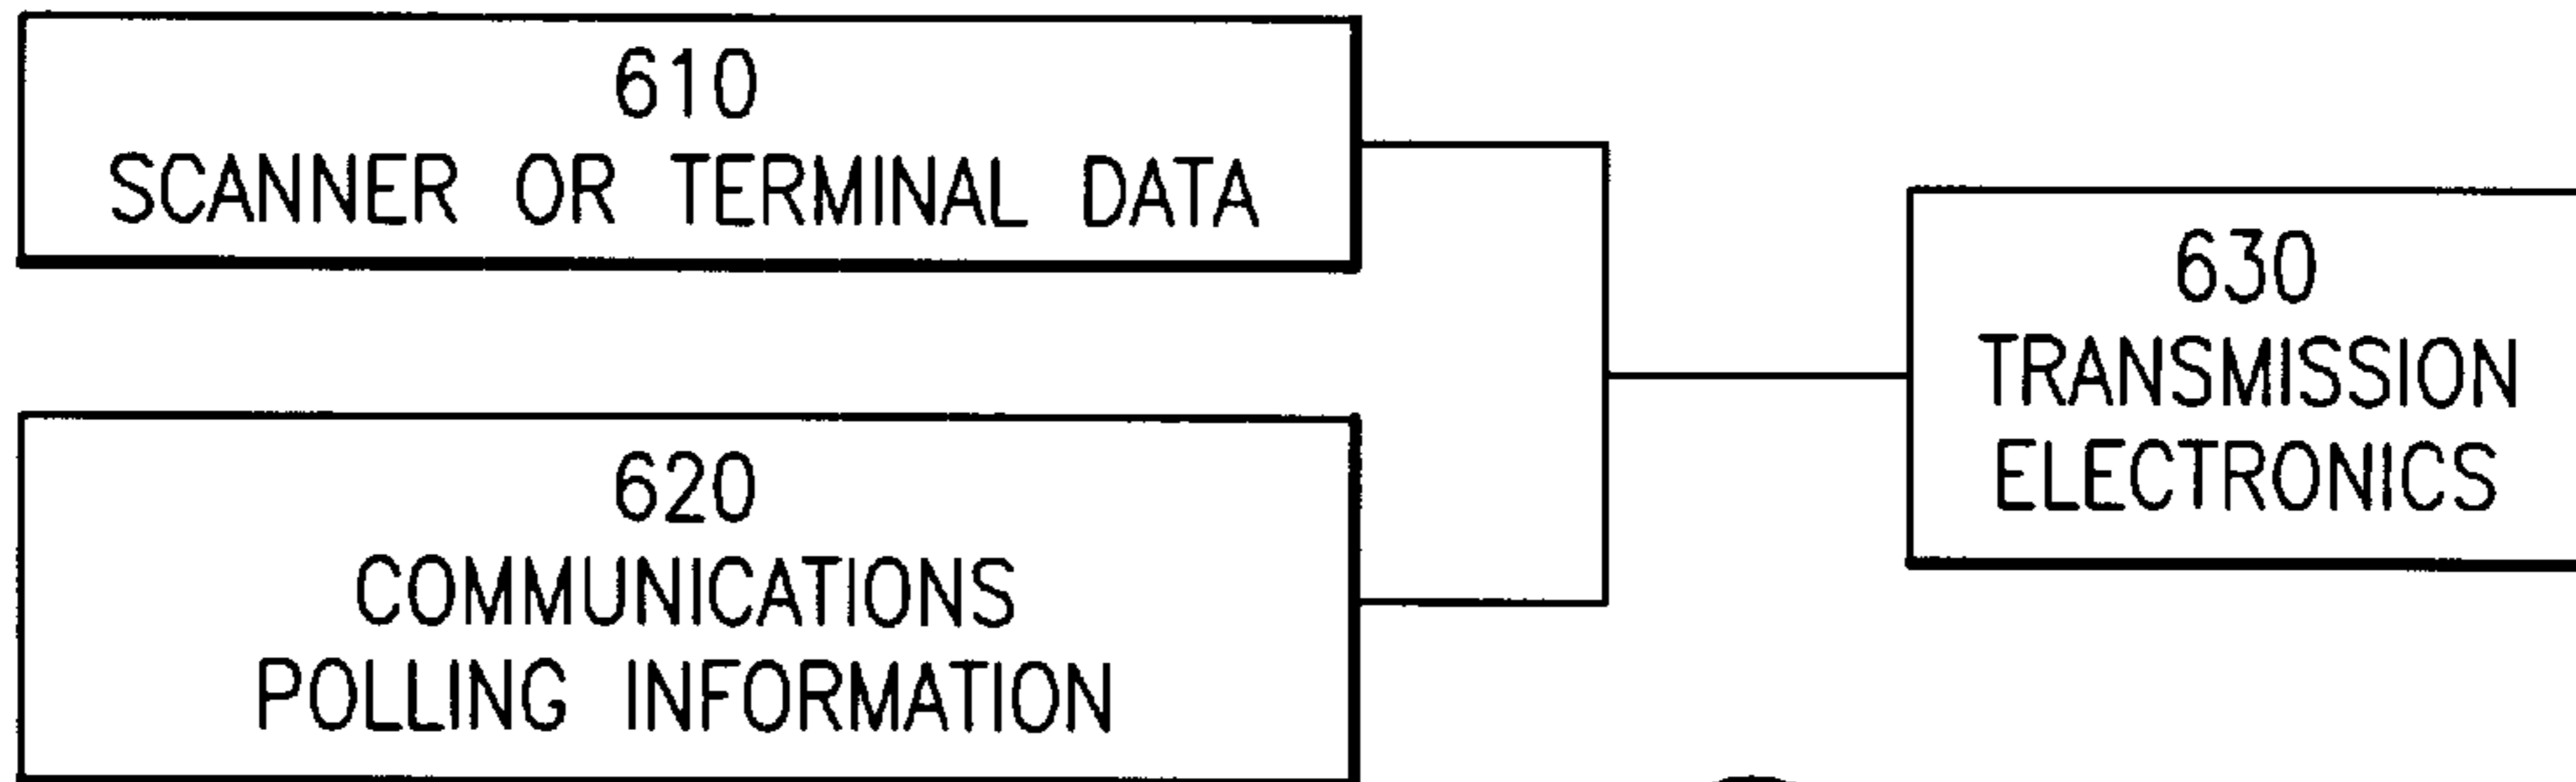 610
SCANNER OR TERMINAL DATA
620
COMMUNICATIONS
POLLING INFORMATION
630
TRANSMISSION
ELECTRONICS